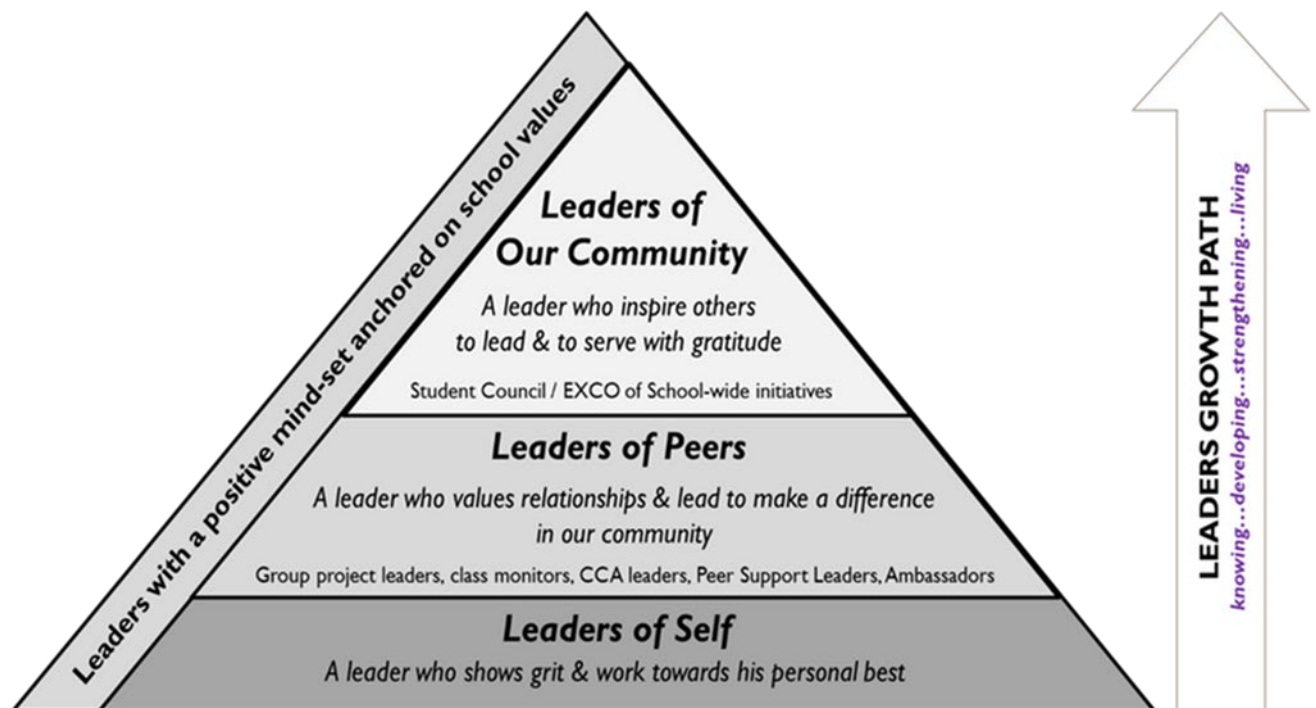 Leaders with a positive mind-set anchored on school values
Leaders of
Our Community
A leader who inspire others
to lead & to serve with gratitude
Student Council / EXCO of School-wide initiatives
Leaders of Peers
A leader who values relationships & lead to make a difference
in our community
Group project leaders, class monitors, CCA leaders, Peer Support Leaders, Ambassadors
Leaders of Self
A leader who shows grit & work towards his personal best
LEADERS GROWTH PATH
knowing...developing...strengthening...living